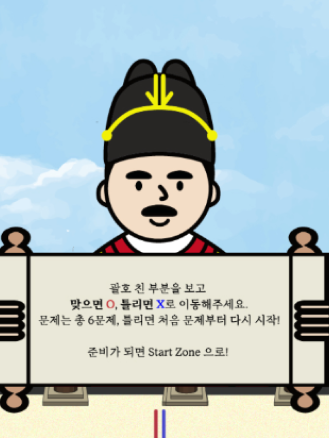 괄호 친 부분을 보고
맞으면 O, 틀리면 X로 이동해주세요.
문제는 총 6문제, 틀리면 처음 문제부터 다시 시작!
준비가 되면 Start Zone 으로!